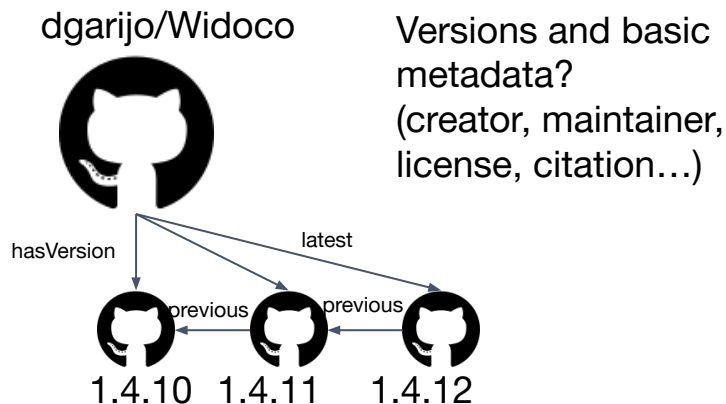 dgarijo/Widoco
Versions and basic
metadata?
(creator, maintainer,
license, citation…)
hasVersion
latest
previous
previous
1.4.10
1.4.11
1.4.12